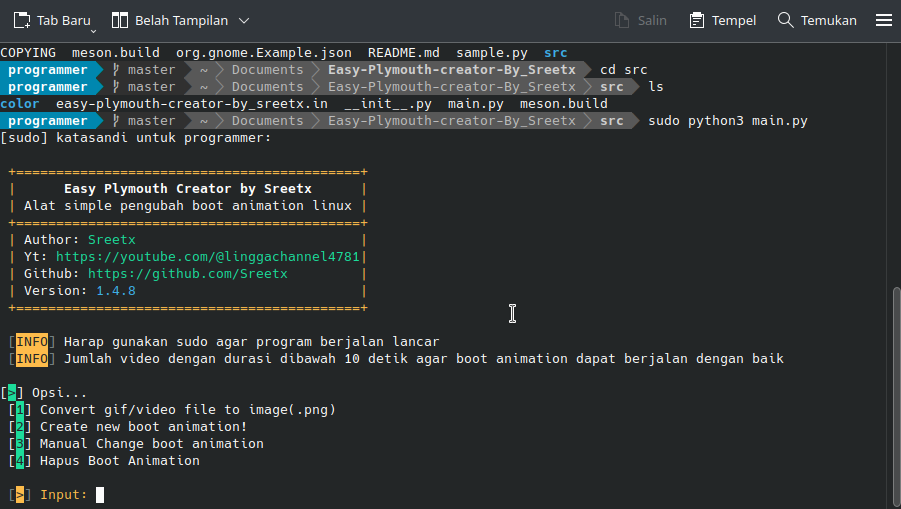 Tab Baru Belah Tampilan Salin Tempel Temukan
COPYING meson.build org.gnome.Example.json README.md sample.py src
programmer master ~ Documents Easy-Plymouth-creator-By_Sreetx cd src
programmer master ~ Documents Easy-Plymouth-creator-By_Sreetx src ls
color easy-plymouth-creator-by_sreetx.in __init__.py main.py meson.build
programmer master ~ Documents Easy-Plymouth-creator-By_Sreetx src sudo python3 main.py
[sudo] katasandi untuk programmer:
+===========================================+
| Easy Plymouth Creator by Sreetx |
| Alat simple pengubah boot animation linux |
+===========================================+
| Author: Sreetx |
| Yt: https://youtube.com/@linggachannel4781|
| Github: https://github.com/Sreetx |
| Version: 1.4.8 |
+===========================================+
[INFO] Harap gunakan sudo agar program berjalan lancar
[INFO] Jumlah video dengan durasi dibawah 10 detik agar boot animation dapat berjalan dengan baik
[>] Opsi...
[1] Convert gif/video file to image(.png)
[2] Create new boot animation!
[3] Manual Change boot animation
[4] Hapus Boot Animation
[>] Input: